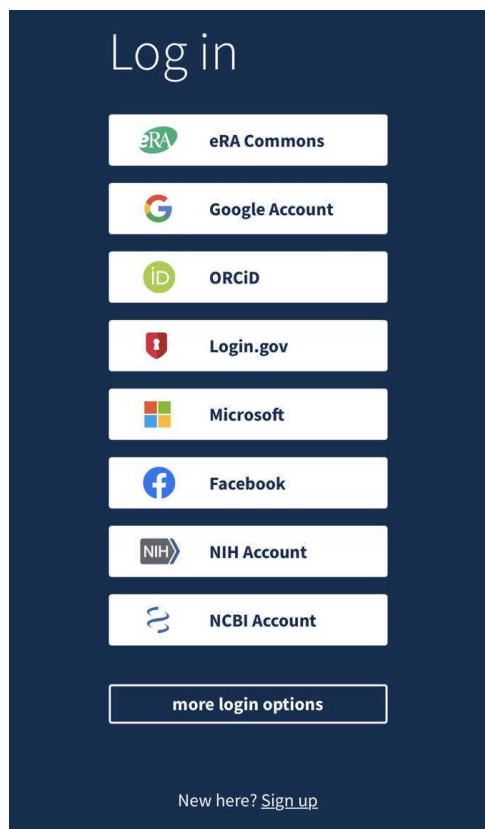 Log in
eRA eRA Commons
Google Account
iD ORCiD
Login.gov
Microsoft
Facebook
NIH NIH Account
NCBI Account
more login options
New here? Sign up